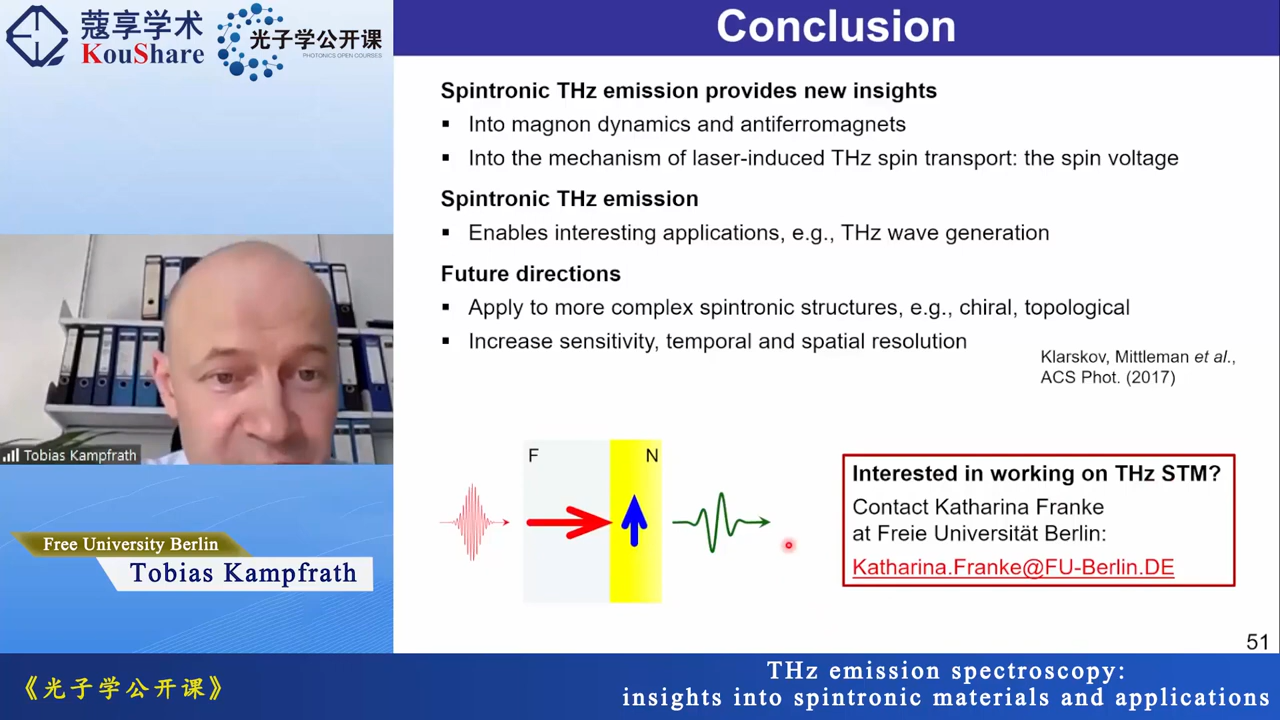 蔻享学术
KouShare
光子学公开课
PHOTONICS OPEN COURSES
Conclusion
Spintronic THz emission provides new insights
▪ Into magnon dynamics and antiferromagnets
▪ Into the mechanism of laser-induced THz spin transport: the spin voltage
Spintronic THz emission
▪ Enables interesting applications, e.g., THz wave generation
Future directions
▪ Apply to more complex spintronic structures, e.g., chiral, topological
▪ Increase sensitivity, temporal and spatial resolution
Klarskov, Mittleman et al.,
ACS Phot. (2017)
F
N
Interested in working on THz STM?
Contact Katharina Franke
at Freie Universität Berlin:
Katharina.Franke@FU-Berlin.DE
51
Tobias Kampfrath
Free University Berlin
Tobias Kampfrath
《光子学公开课》
THz emission spectroscopy:
insights into spintronic materials and applications